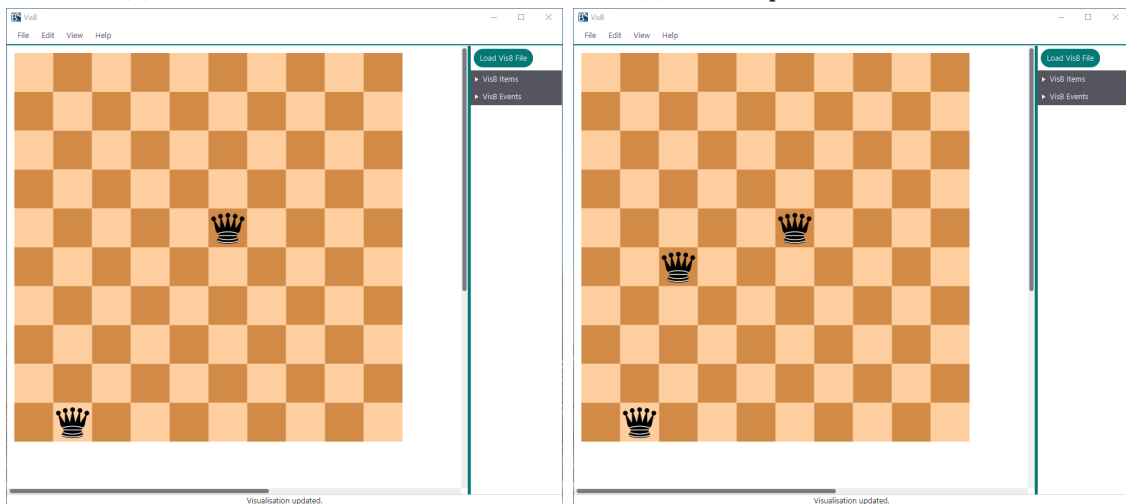 VisB
File Edit View Help
Load VisB File
VisB Items
VisB Events
Visualisation updated.
VisB
File Edit View Help
Load VisB File
VisB Items
VisB Events
Visualisation updated.